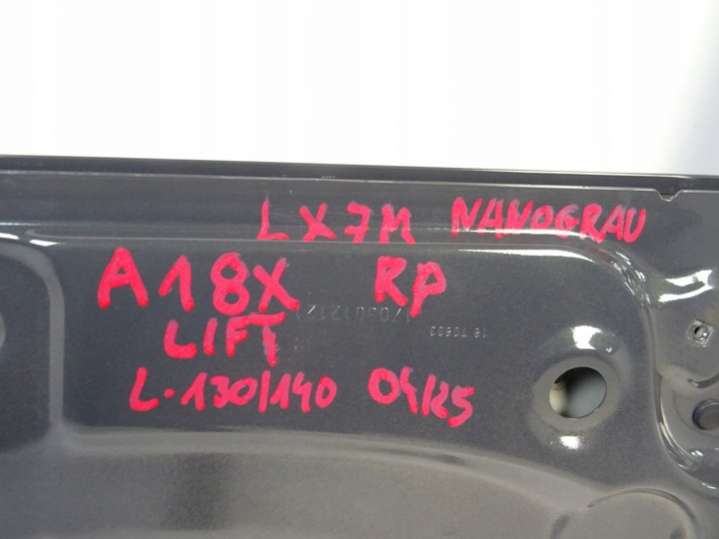 LX7M NANOGRAU
A18X RP
LIFT
L.130/140 04/25